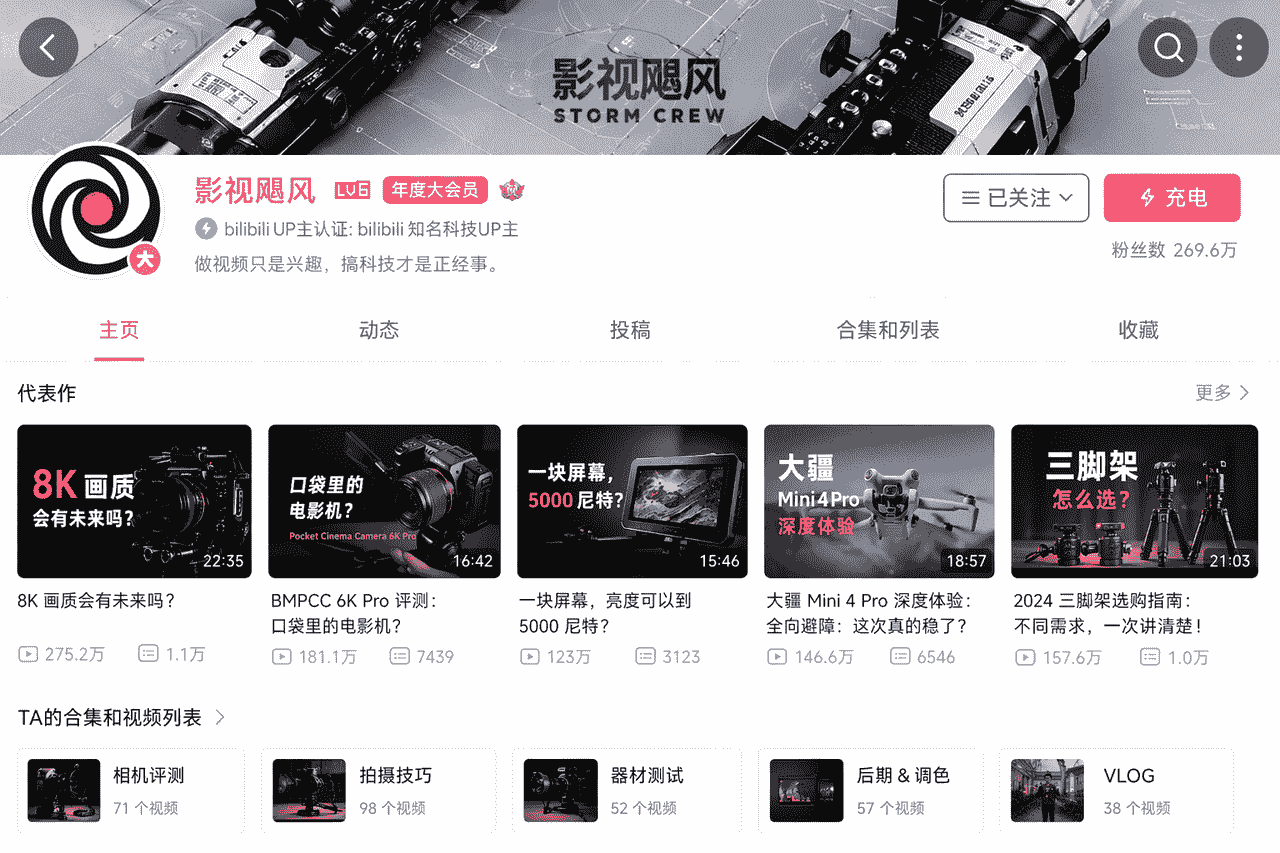 影视飓风
STORM CREW
影视飓风 LV6 年度大会员
bilibili UP主认证: bilibili 知名科技UP主
做视频只是兴趣，搞科技才是正经事。
大
已关注
充电
粉丝数 269.6万
主页 动态 投稿 合集和列表 收藏
代表作
更多
8K 画质
会有未来吗?
22:35
8K 画质会有未来吗?
275.2万 1.1万
口袋里的
电影机?
Pocket Cinema Camera 6K Pro
16:42
BMPCC 6K Pro 评测:
口袋里的电影机?
181.1万 7439
一块屏幕,
5000 尼特?
15:46
一块屏幕，亮度可以到
5000 尼特?
123万 3123
大疆
Mini 4 Pro
深度体验
18:57
大疆 Mini 4 Pro 深度体验:
全向避障: 这次真的稳了?
146.6万 6546
三脚架
怎么选?
21:03
2024 三脚架选购指南:
不同需求，一次讲清楚!
157.6万 1.0万
TA的合集和视频列表
相机评测
71 个视频
拍摄技巧
98 个视频
器材测试
52 个视频
后期 & 调色
57 个视频
VLOG
38 个视频